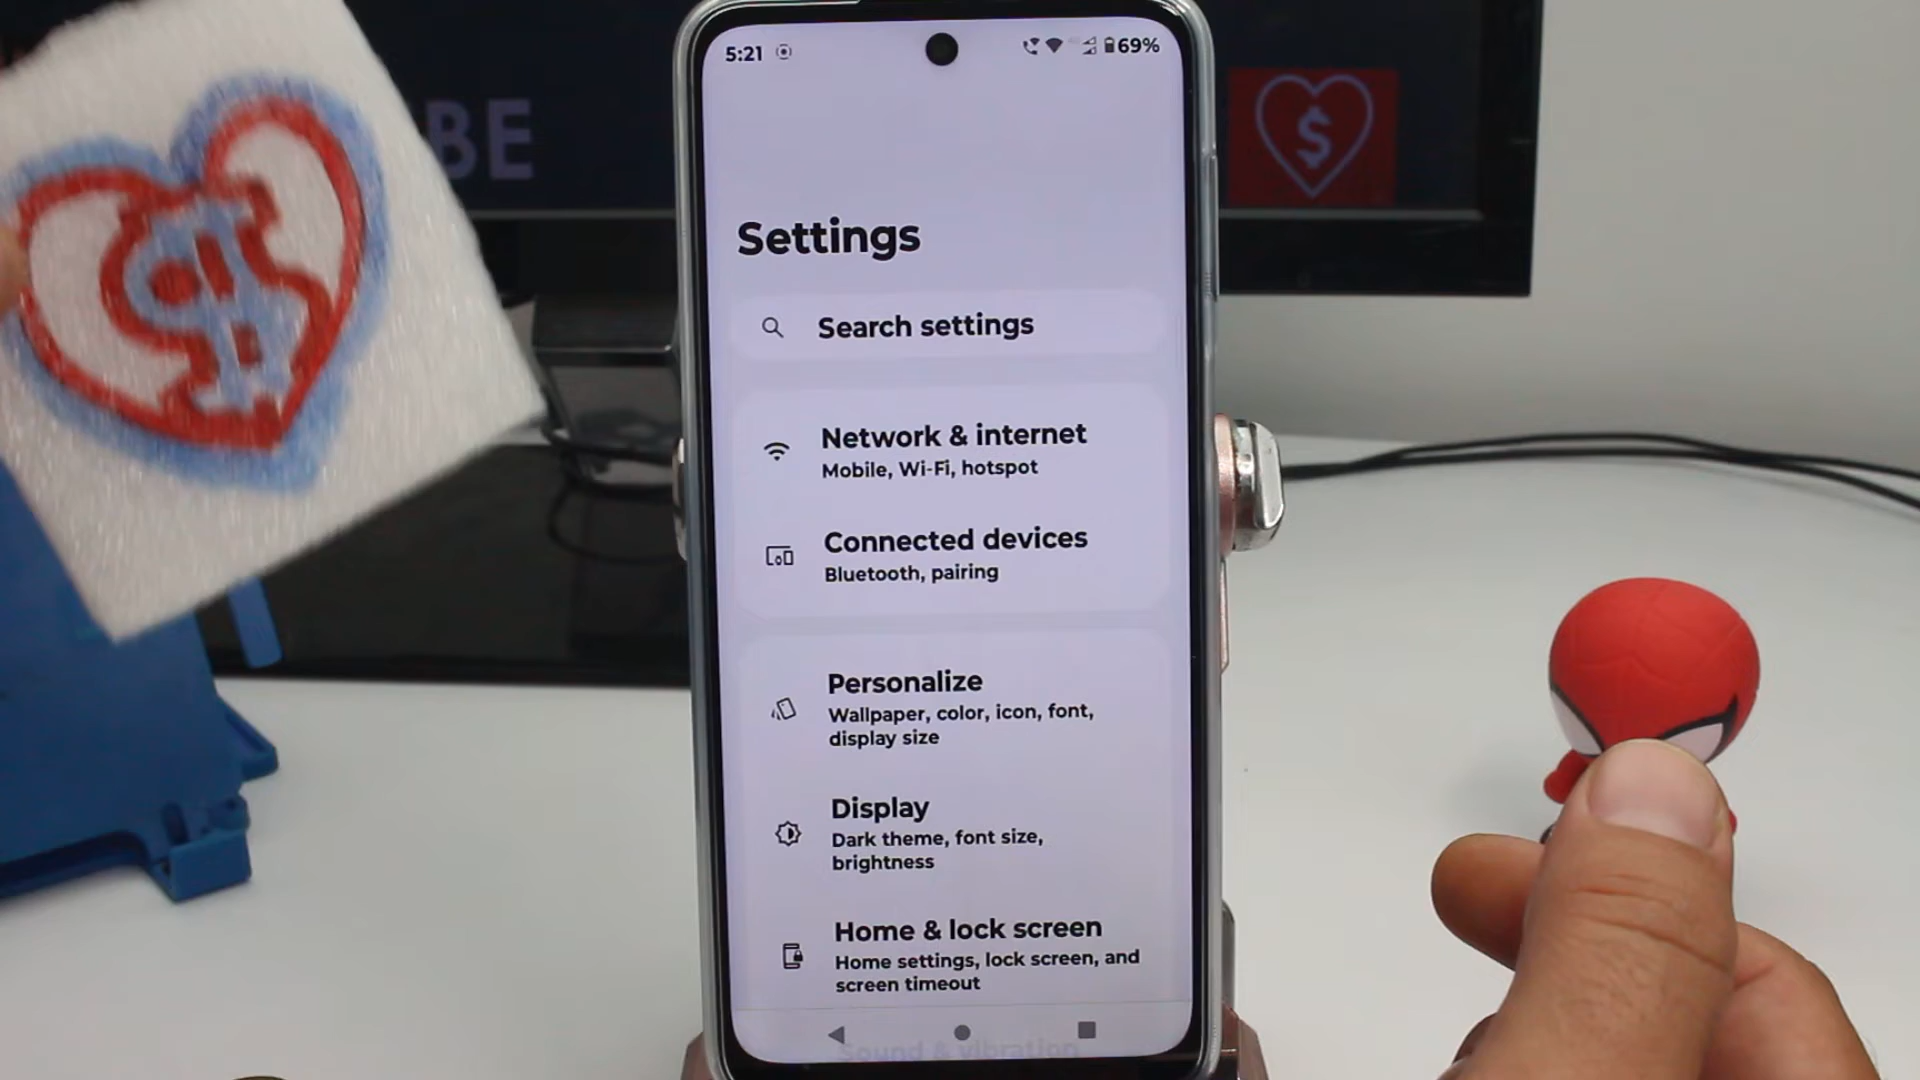 BE
$
5:21
69%
Settings
Search settings
Network & internet
Mobile, Wi-Fi, hotspot
Connected devices
Bluetooth, pairing
Personalize
Wallpaper, color, icon, font,
display size
Display
Dark theme, font size,
brightness
Home & lock screen
Home settings, lock screen, and
screen timeout
Sound & vibration